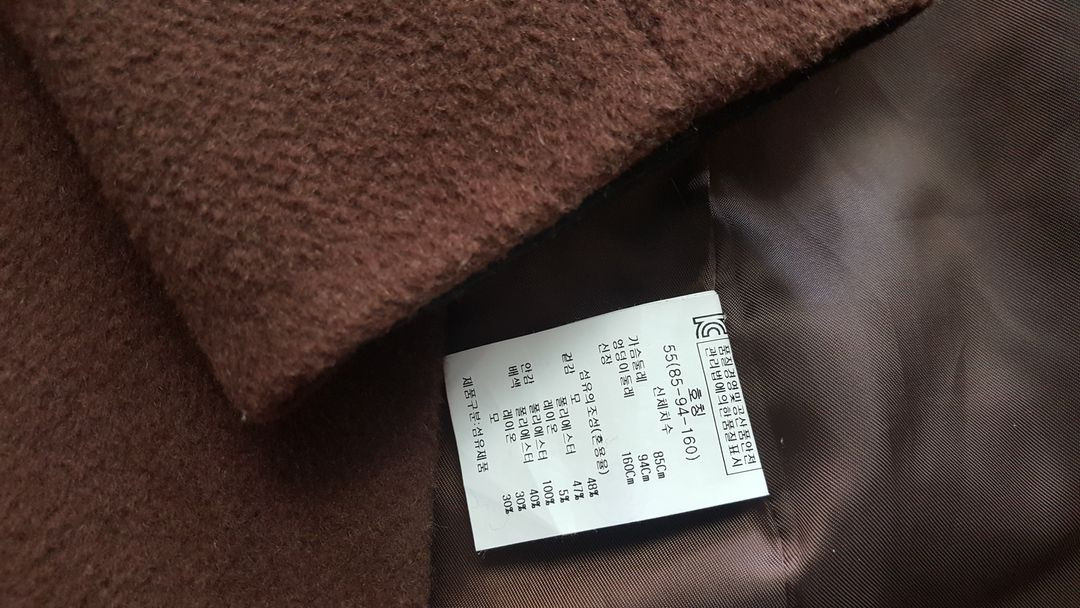 KC 품질경영및공산품안전
관리법에의한품질표시
호칭
55(85-94-160)
신체치수
가슴둘레 85Cm
엉덩이둘레 94Cm
신장 160Cm
섬유의조성(혼용율)
겉감 모 48%
폴리에스터 47%
레이온 5%
안감 폴리에스터 100%
배색 폴리에스터 40%
레이온 30%
모 30%
제품구분:섬유제품